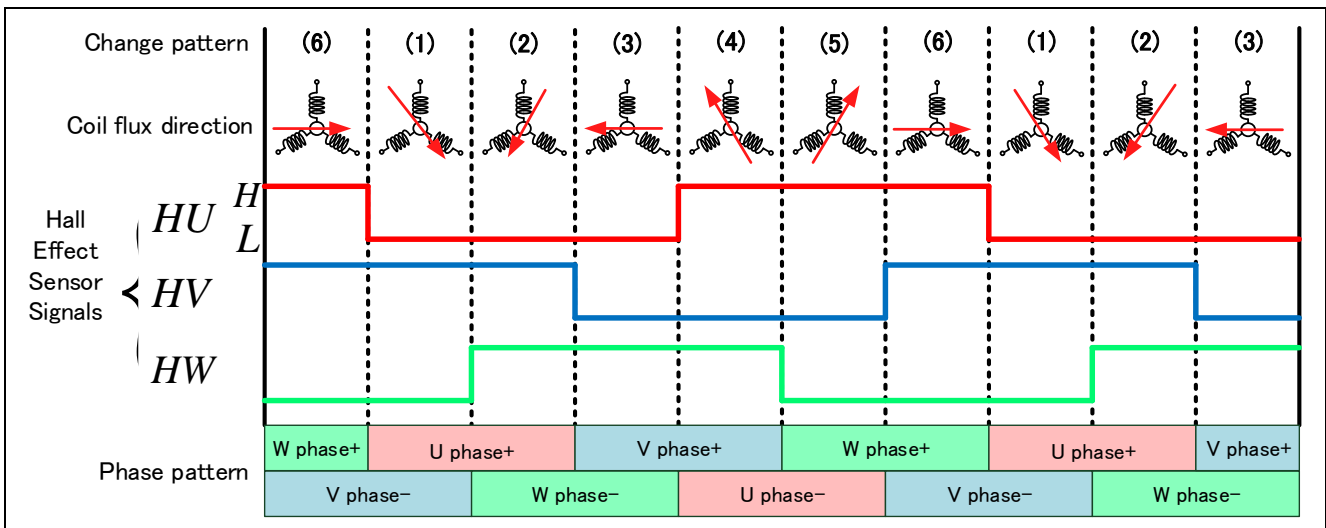 Change pattern (6) (1) (2) (3) (4) (5) (6) (1) (2) (3)
Coil flux direction
Hall
Effect
Sensor
Signals
HU H
L
HV
HW
Phase pattern
W phase+ U phase+ V phase+ W phase+ U phase+ V phase+
V phase− W phase− U phase− V phase− W phase−